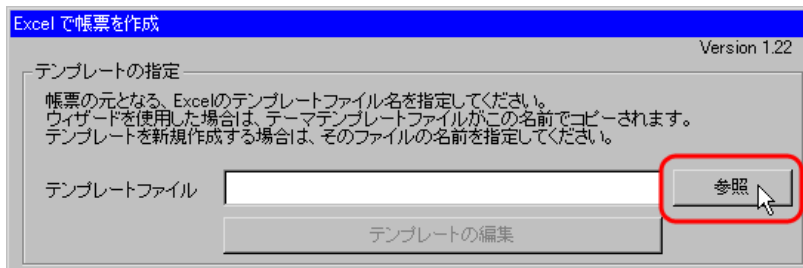 Excel で帳票を作成
Version 1.22
テンプレートの指定
帳票の元となる、Excelのテンプレートファイル名を指定してください。
ウィザードを使用した場合は、テーマテンプレートファイルがこの名前でコピーされます。
テンプレートを新規作成する場合は、そのファイルの名前を指定してください。
テンプレートファイル
参照
テンプレートの編集